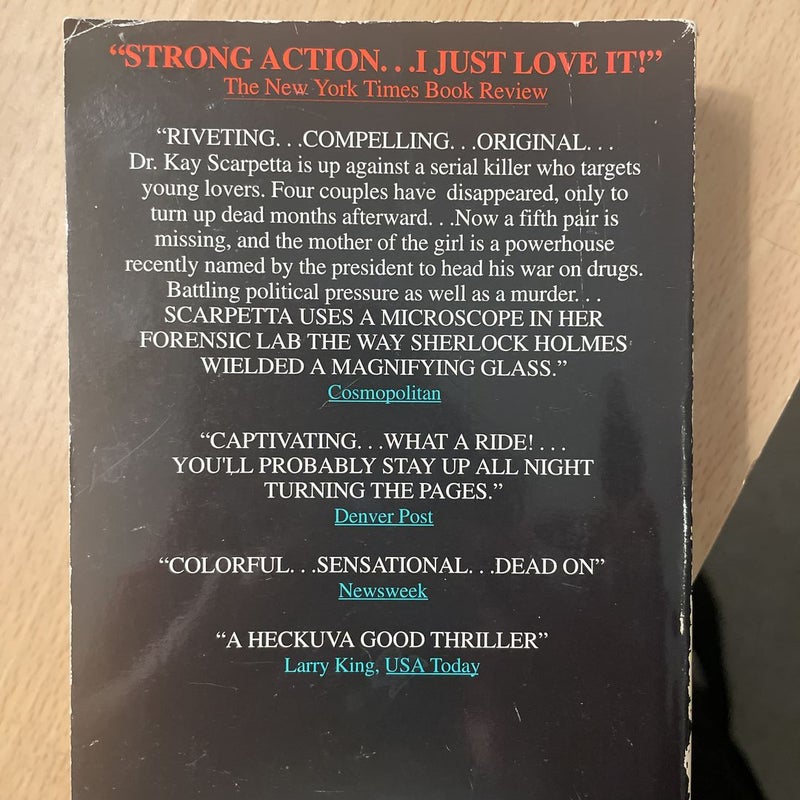 “STRONG ACTION. . .I JUST LOVE IT!”
The New York Times Book Review
“RIVETING. . .COMPELLING. . .ORIGINAL. . .
Dr. Kay Scarpetta is up against a serial killer who targets
young lovers. Four couples have disappeared, only to
turn up dead months afterward. . .Now a fifth pair is
missing, and the mother of the girl is a powerhouse
recently named by the president to head his war on drugs.
Battling political pressure as well as a murder. . .
SCARPETTA USES A MICROSCOPE IN HER
FORENSIC LAB THE WAY SHERLOCK HOLMES
WIELDED A MAGNIFYING GLASS.”
Cosmopolitan
“CAPTIVATING. . .WHAT A RIDE! . . .
YOU'LL PROBABLY STAY UP ALL NIGHT
TURNING THE PAGES.”
Denver Post
“COLORFUL. . .SENSATIONAL. . .DEAD ON”
Newsweek
“A HECKUVA GOOD THRILLER”
Larry King, USA Today